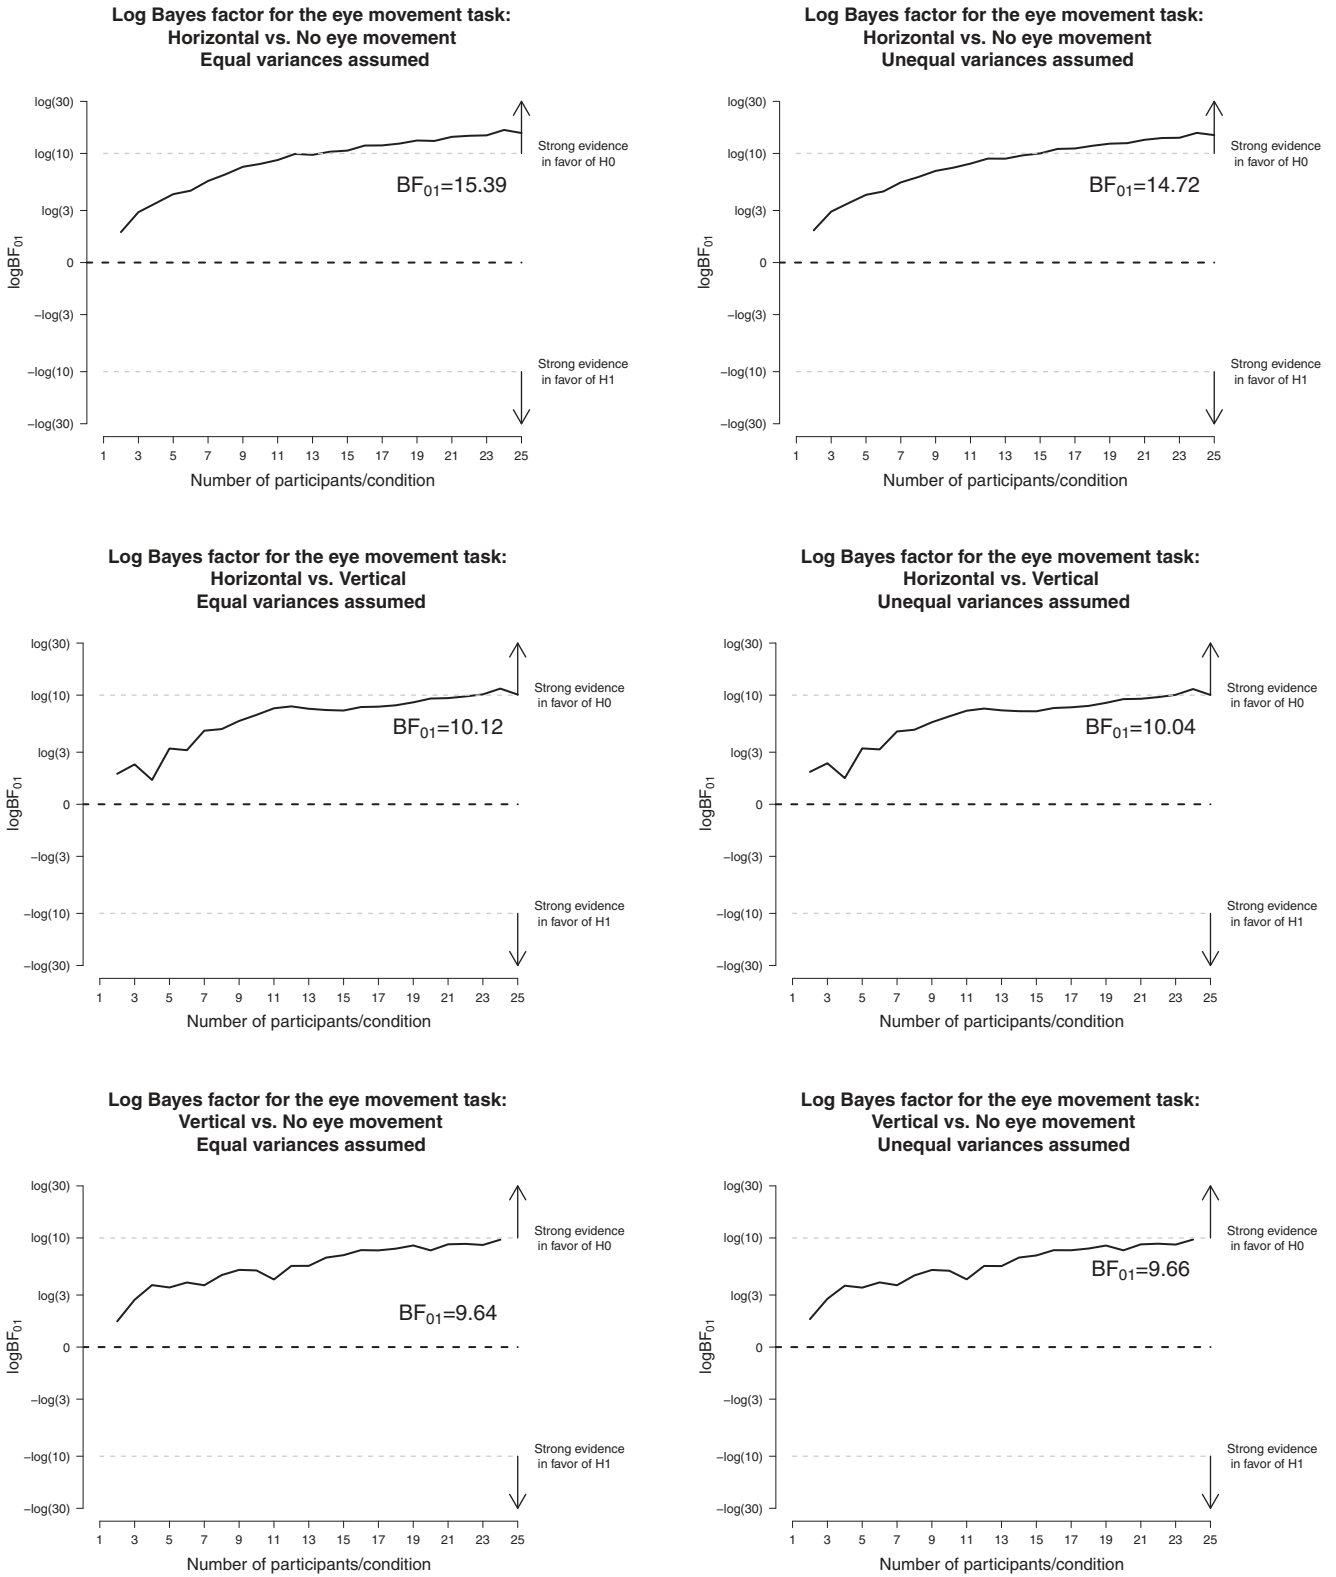 Log Bayes factor for the eye movement task:
Horizontal vs. No eye movement
Equal variances assumed
log(30)
log(10)
log(3)
0
−log(3)
−log(10)
−log(30)
logBF01
Strong evidence
in favor of H0
BF01=15.39
Strong evidence
in favor of H1
1 3 5 7 9 11 13 15 17 19 21 23 25
Number of participants/condition
Log Bayes factor for the eye movement task:
Horizontal vs. No eye movement
Unequal variances assumed
log(30)
log(10)
log(3)
0
−log(3)
−log(10)
−log(30)
logBF01
Strong evidence
in favor of H0
BF01=14.72
Strong evidence
in favor of H1
1 3 5 7 9 11 13 15 17 19 21 23 25
Number of participants/condition
Log Bayes factor for the eye movement task:
Horizontal vs. Vertical
Equal variances assumed
log(30)
log(10)
log(3)
0
−log(3)
−log(10)
−log(30)
logBF01
Strong evidence
in favor of H0
BF01=10.12
Strong evidence
in favor of H1
1 3 5 7 9 11 13 15 17 19 21 23 25
Number of participants/condition
Log Bayes factor for the eye movement task:
Horizontal vs. Vertical
Unequal variances assumed
log(30)
log(10)
log(3)
0
−log(3)
−log(10)
−log(30)
logBF01
Strong evidence
in favor of H0
BF01=10.04
Strong evidence
in favor of H1
1 3 5 7 9 11 13 15 17 19 21 23 25
Number of participants/condition
Log Bayes factor for the eye movement task:
Vertical vs. No eye movement
Equal variances assumed
log(30)
log(10)
log(3)
0
−log(3)
−log(10)
−log(30)
logBF01
Strong evidence
in favor of H0
BF01=9.64
Strong evidence
in favor of H1
1 3 5 7 9 11 13 15 17 19 21 23 25
Number of participants/condition
Log Bayes factor for the eye movement task:
Vertical vs. No eye movement
Unequal variances assumed
log(30)
log(10)
log(3)
0
−log(3)
−log(10)
−log(30)
logBF01
Strong evidence
in favor of H0
BF01=9.66
Strong evidence
in favor of H1
1 3 5 7 9 11 13 15 17 19 21 23 25
Number of participants/condition